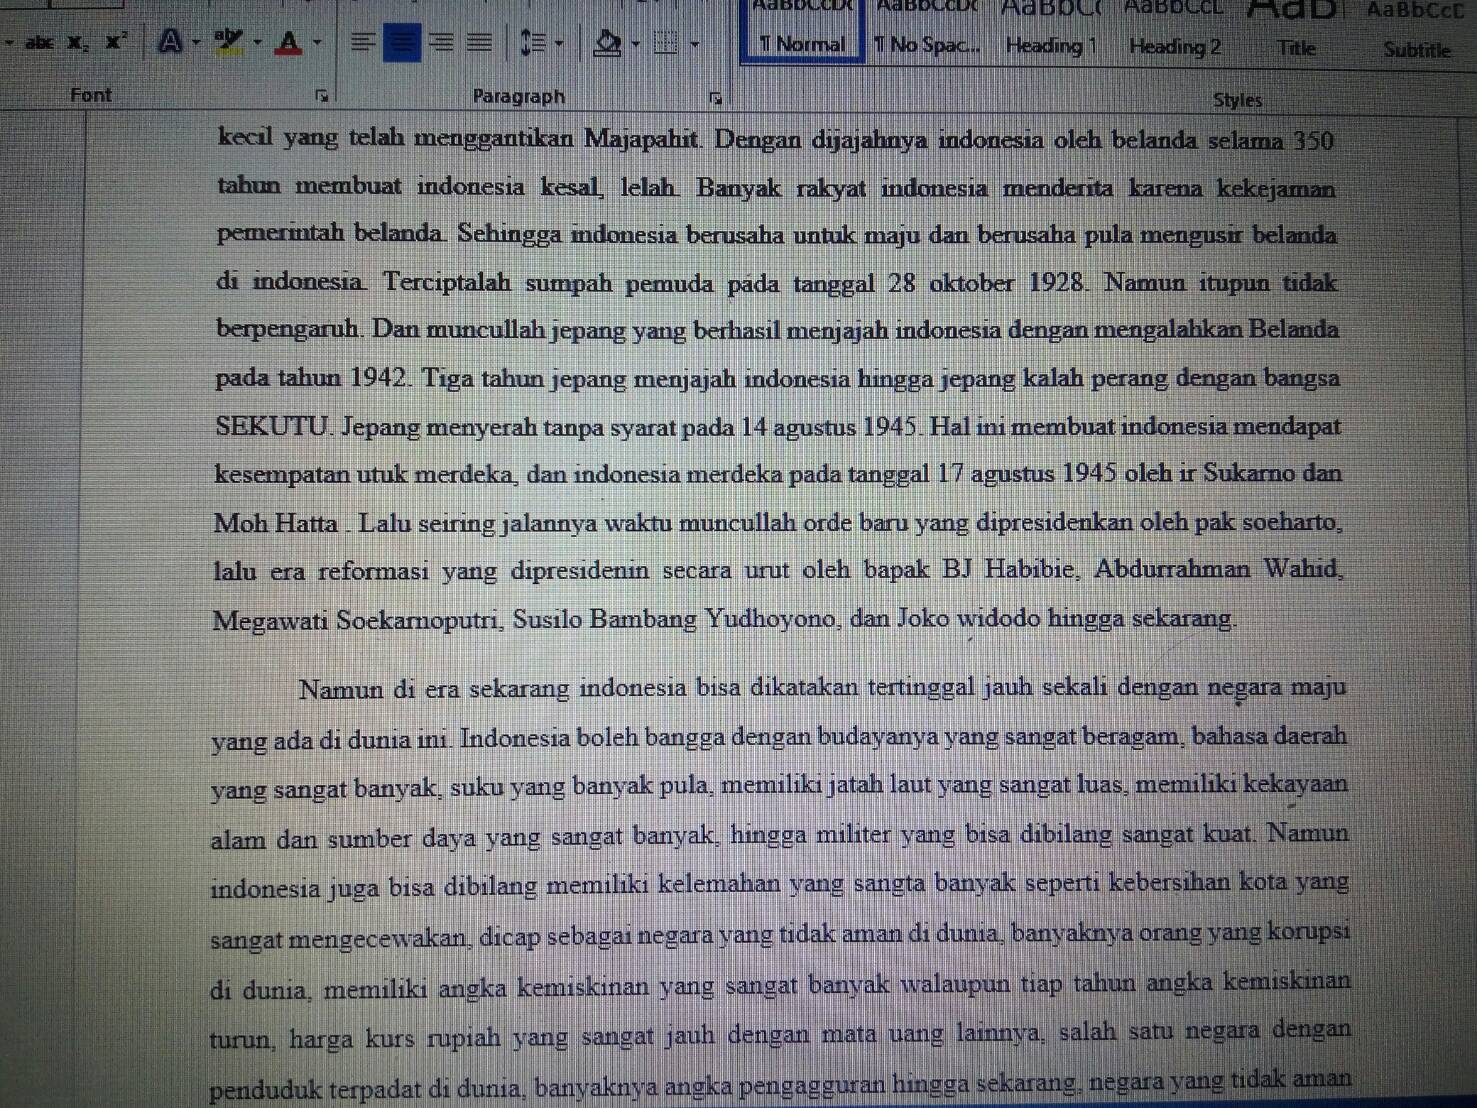 AaBbCcDc AaBbCcDc AaBbC( AaBbCcL AaB AaBbCcD
abc x₂ x² A aby A ¶ Normal ¶ No Spac... Heading 1 Heading 2 Title Subtitle
Font Paragraph Styles
kecil yang telah menggantikan Majapahit. Dengan dijajahnya indonesia oleh belanda selama 350
tahun membuat indonesia kesal, lelah. Banyak rakyat indonesia menderita karena kekejaman
pemerintah belanda. Sehingga indonesia berusaha untuk maju dan berusaha pula mengusir belanda
di indonesia. Terciptalah sumpah pemuda pada tanggal 28 oktober 1928. Namun itupun tidak
berpengaruh. Dan muncullah jepang yang berhasil menjajah indonesia dengan mengalahkan Belanda
pada tahun 1942. Tiga tahun jepang menjajah indonesia hingga jepang kalah perang dengan bangsa
SEKUTU. Jepang menyerah tanpa syarat pada 14 agustus 1945. Hal ini membuat indonesia mendapat
kesempatan utuk merdeka, dan indonesia merdeka pada tanggal 17 agustus 1945 oleh ir Sukarno dan
Moh Hatta . Lalu seiring jalannya waktu muncullah orde baru yang dipresidenkan oleh pak soeharto,
lalu era reformasi yang dipresidenin secara urut oleh bapak BJ Habibie, Abdurrahman Wahid,
Megawati Soekarnoputri, Susilo Bambang Yudhoyono, dan Joko widodo hingga sekarang.
Namun di era sekarang indonesia bisa dikatakan tertinggal jauh sekali dengan negara maju
yang ada di dunia ini. Indonesia boleh bangga dengan budayanya yang sangat beragam, bahasa daerah
yang sangat banyak, suku yang banyak pula, memiliki jatah laut yang sangat luas, memiliki kekayaan
alam dan sumber daya yang sangat banyak, hingga militer yang bisa dibilang sangat kuat. Namun
indonesia juga bisa dibilang memiliki kelemahan yang sangta banyak seperti kebersihan kota yang
sangat mengecewakan, dicap sebagai negara yang tidak aman di dunia, banyaknya orang yang korupsi
di dunia, memiliki angka kemiskinan yang sangat banyak walaupun tiap tahun angka kemiskinan
turun, harga kurs rupiah yang sangat jauh dengan mata uang lainnya, salah satu negara dengan
penduduk terpadat di dunia, banyaknya angka pengagguran hingga sekarang, negara yang tidak aman